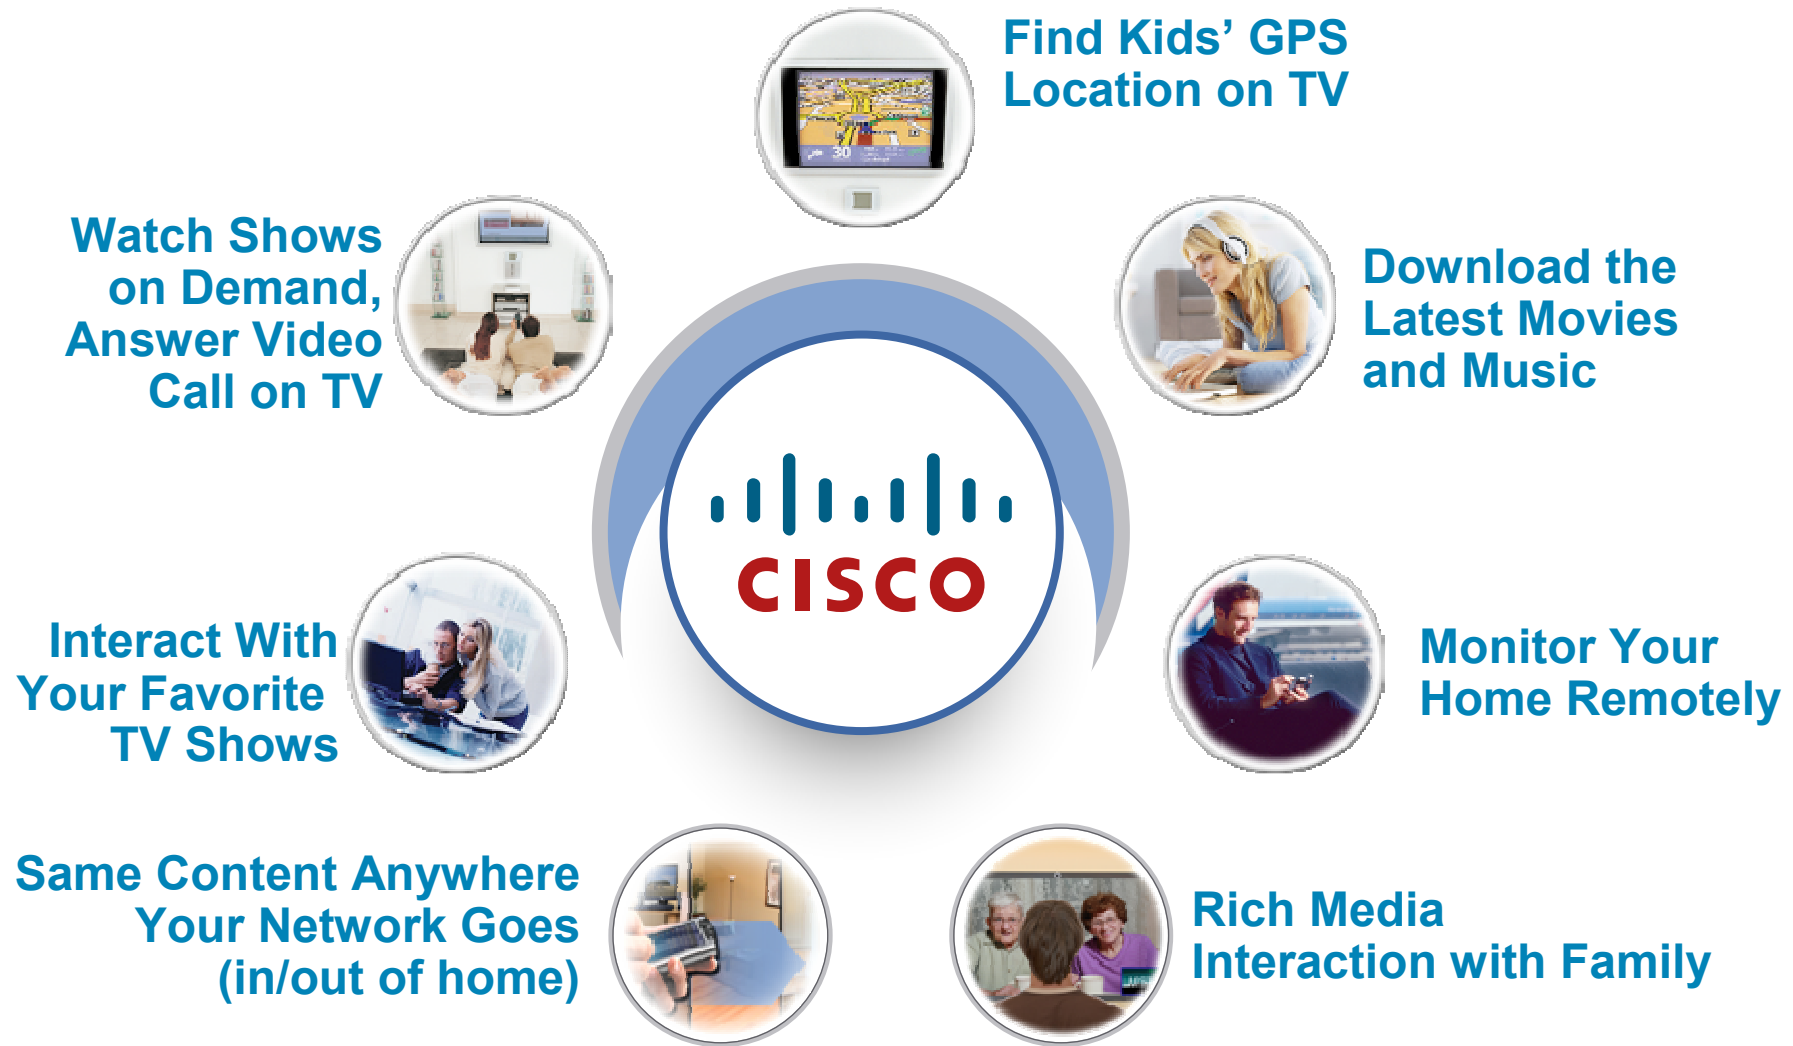 Find Kids’ GPS
Location on TV
Watch Shows
on Demand,
Answer Video
Call on TV
Download the
Latest Movies
and Music
CISCO
Interact With
Your Favorite
TV Shows
Monitor Your
Home Remotely
Same Content Anywhere
Your Network Goes
(in/out of home)
Rich Media
Interaction with Family
30